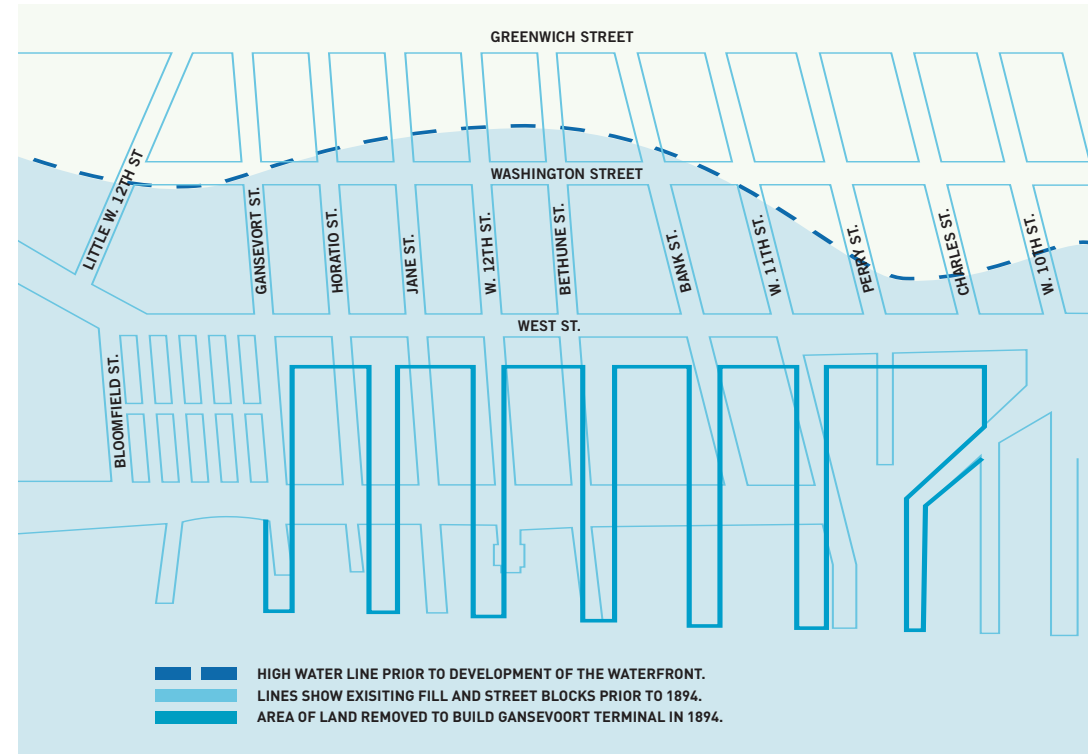 GREENWICH STREET
WASHINGTON STREET
LITTLE W. 12TH ST
GANSEVORT ST.
HORATIO ST.
JANE ST.
W. 12TH ST.
BETHUNE ST.
BANK ST.
W. 11TH ST.
PERRY ST.
CHARLES ST.
W. 10TH ST.
WEST ST.
BLOOMFIELD ST.
HIGH WATER LINE PRIOR TO DEVELOPMENT OF THE WATERFRONT.
LINES SHOW EXISITING FILL AND STREET BLOCKS PRIOR TO 1894.
AREA OF LAND REMOVED TO BUILD GANSEVOORT TERMINAL IN 1894.